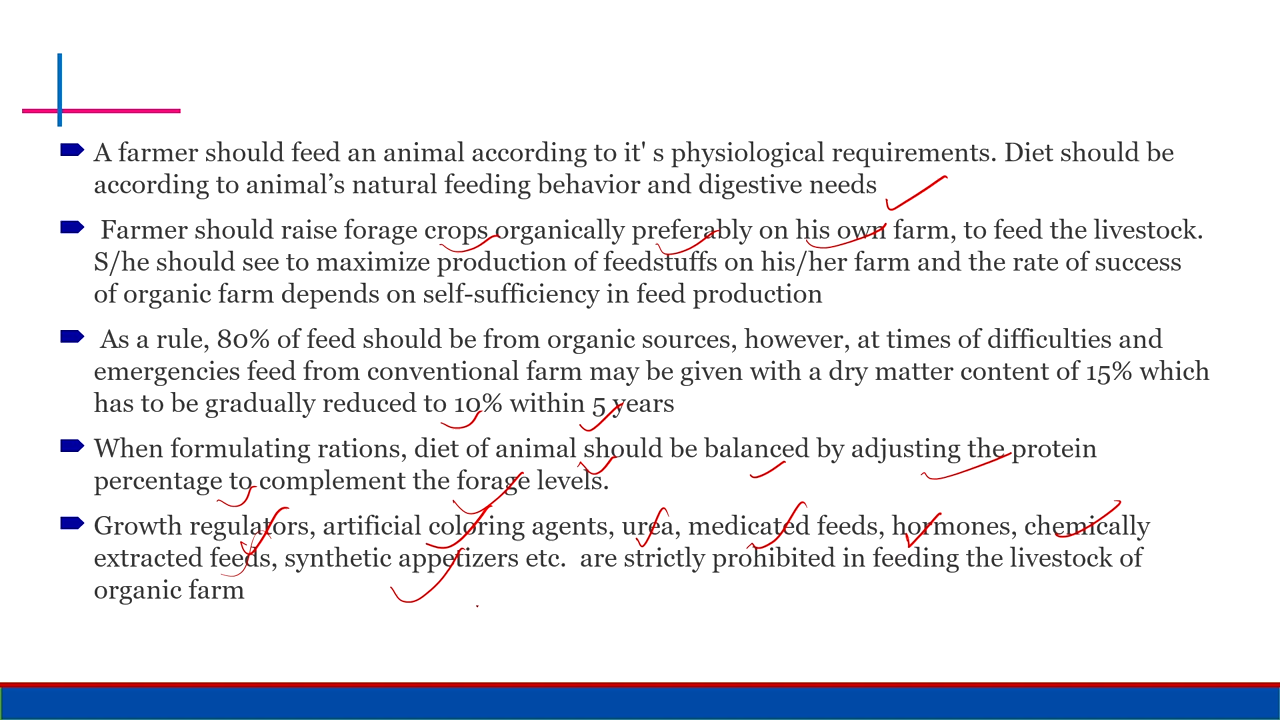 A farmer should feed an animal according to it' s physiological requirements. Diet should be
according to animal’s natural feeding behavior and digestive needs
Farmer should raise forage crops organically preferably on his own farm, to feed the livestock.
S/he should see to maximize production of feedstuffs on his/her farm and the rate of success
of organic farm depends on self-sufficiency in feed production
As a rule, 80% of feed should be from organic sources, however, at times of difficulties and
emergencies feed from conventional farm may be given with a dry matter content of 15% which
has to be gradually reduced to 10% within 5 years
When formulating rations, diet of animal should be balanced by adjusting the protein
percentage to complement the forage levels.
Growth regulators, artificial coloring agents, urea, medicated feeds, hormones, chemically
extracted feeds, synthetic appetizers etc. are strictly prohibited in feeding the livestock of
organic farm